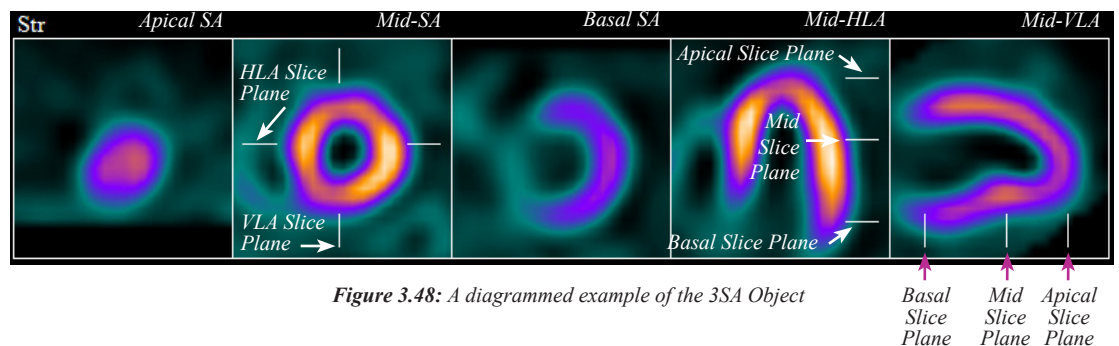 Str
Apical SA
Mid-SA
Basal SA
Mid-HLA
Mid-VLA
HLA Slice
Plane
VLA Slice
Plane
Apical Slice Plane
Mid
Slice
Plane
Basal Slice Plane
Figure 3.48: A diagrammed example of the 3SA Object
Basal
Slice
Plane
Mid
Slice
Plane
Apical
Slice
Plane